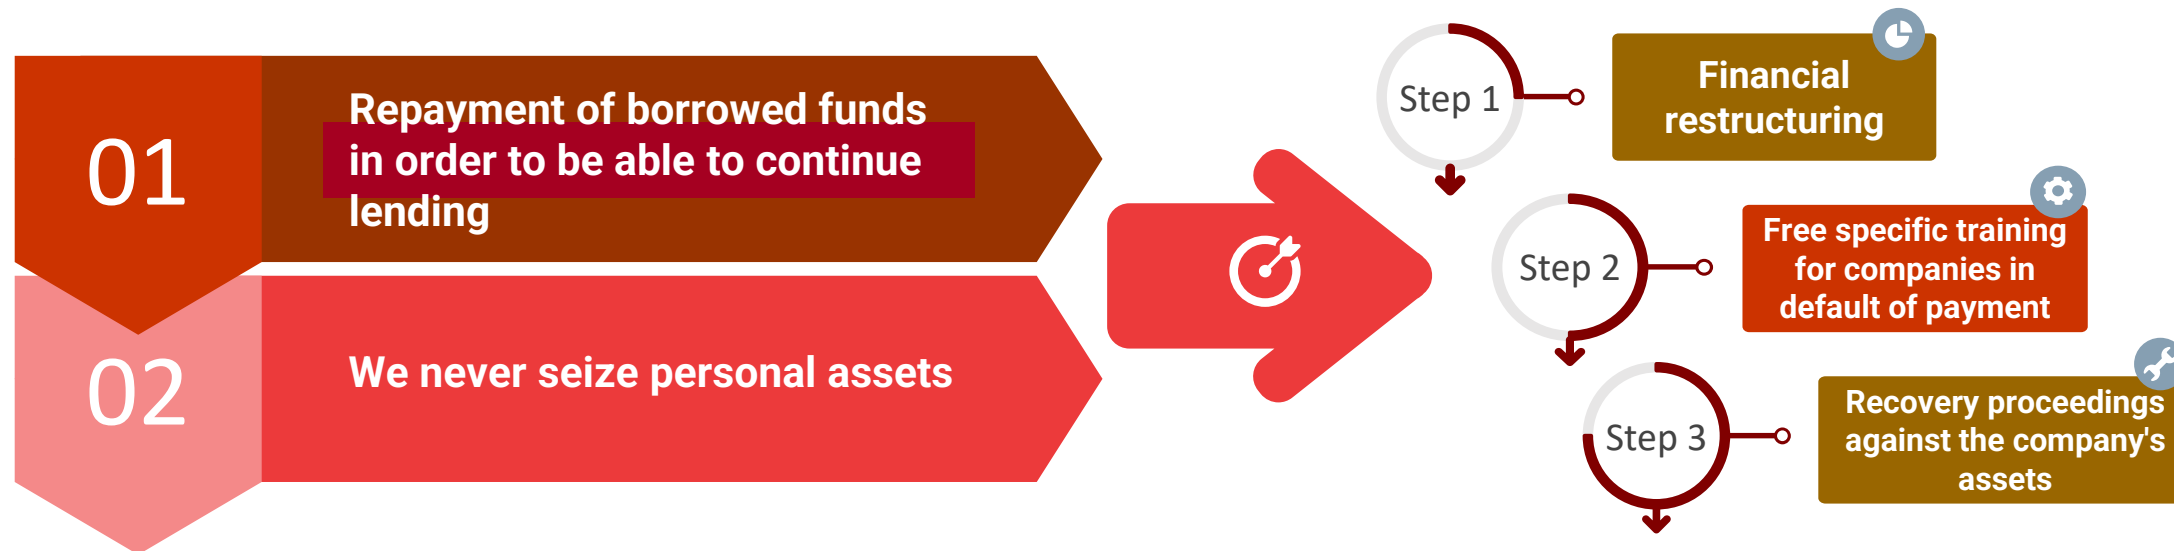 01
Repayment of borrowed funds
in order to be able to continue
lending
02
We never seize personal assets
Step 1
Financial
restructuring
Step 2
Free specific training
for companies in
default of payment
Step 3
Recovery proceedings
against the company's
assets